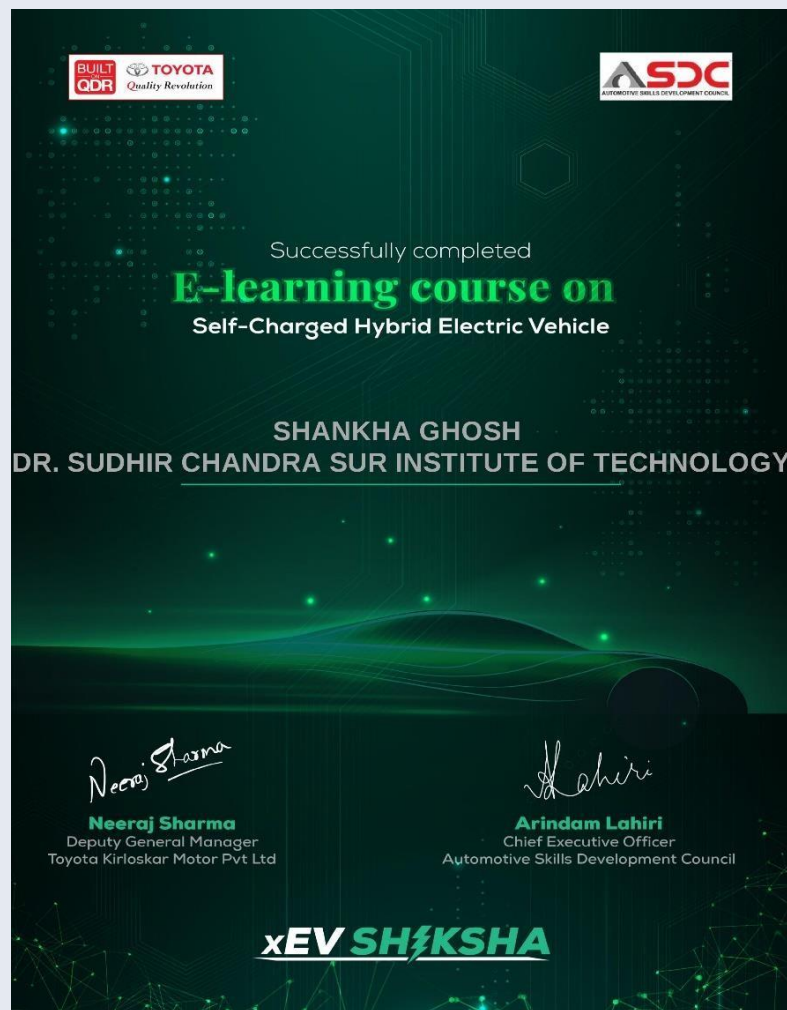 BUILT ON QDR
TOYOTA
Quality Revolution
ASDC
AUTOMOTIVE SKILLS DEVELOPMENT COUNCIL
Successfully completed
E-learning course on
Self-Charged Hybrid Electric Vehicle
SHANKHA GHOSH
DR. SUDHIR CHANDRA SUR INSTITUTE OF TECHNOLOGY
Neeraj Sharma
ALahiri
Neeraj Sharma
Arindam Lahiri
Deputy General Manager
Chief Executive Officer
Toyota Kirloskar Motor Pvt Ltd
Automotive Skills Development Council
xEV SHIKSHA